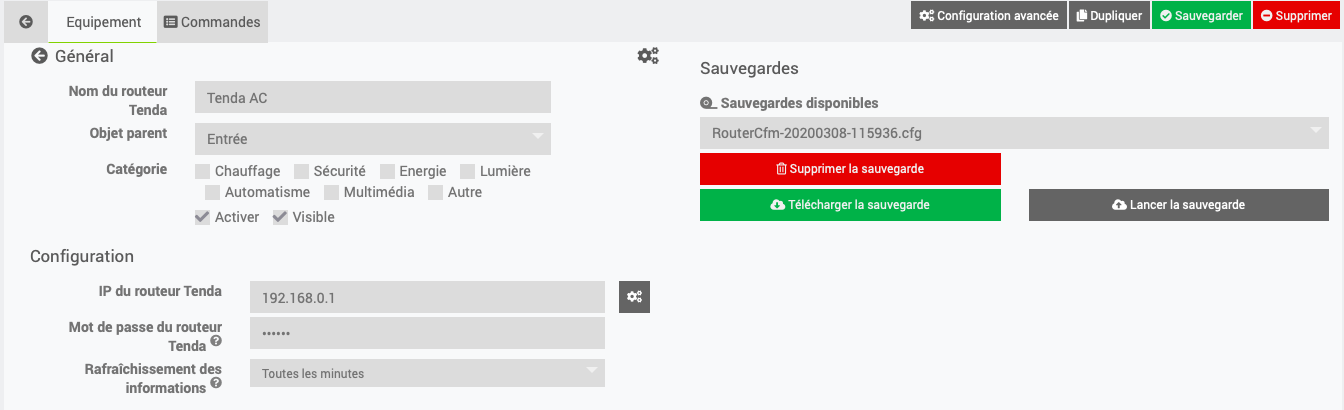 Equipement
Commandes
Configuration avancée
Dupliquer
Sauvegarder
Supprimer
Général
Nom du routeur
Tenda
Tenda AC
Objet parent
Entrée
Catégorie
Chauffage
Sécurité
Energie
Lumière
Automatisme
Multimédia
Autre
Activer
Visible
Configuration
IP du routeur Tenda
192.168.0.1
Mot de passe du routeur
Tenda
••••••
Rafraîchissement des
informations
Toutes les minutes
Sauvegardes
Sauvegardes disponibles
RouterCfm-20200308-115936.cfg
Supprimer la sauvegarde
Télécharger la sauvegarde
Lancer la sauvegarde